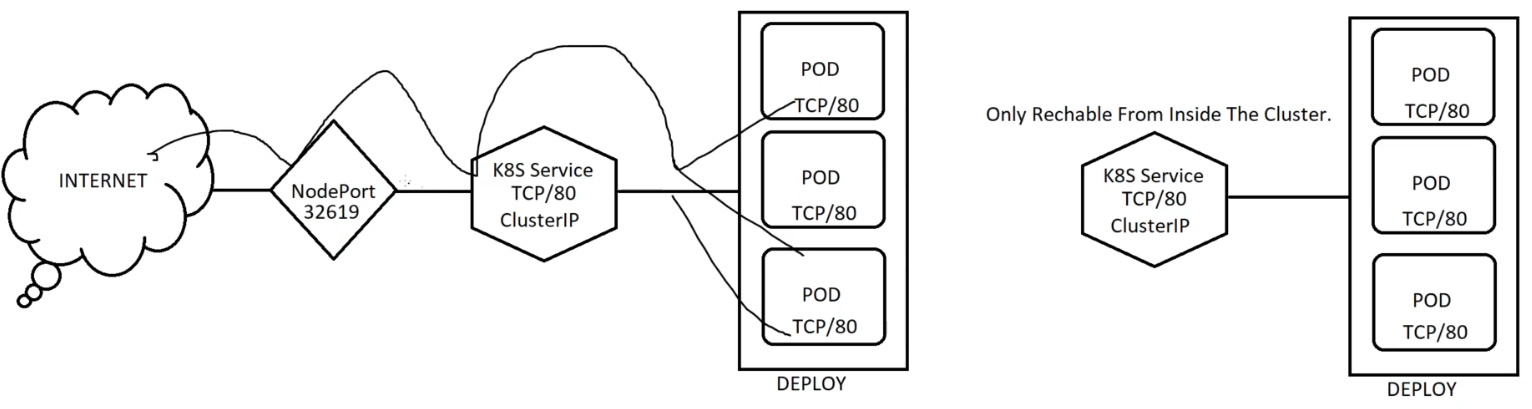 INTERNET
NodePort
32619
K8S Service
TCP/80
ClusterIP
POD
TCP/80
POD
TCP/80
POD
TCP/80
DEPLOY
Only Rechable From Inside The Cluster.
K8S Service
TCP/80
ClusterIP
POD
TCP/80
POD
TCP/80
POD
TCP/80
DEPLOY